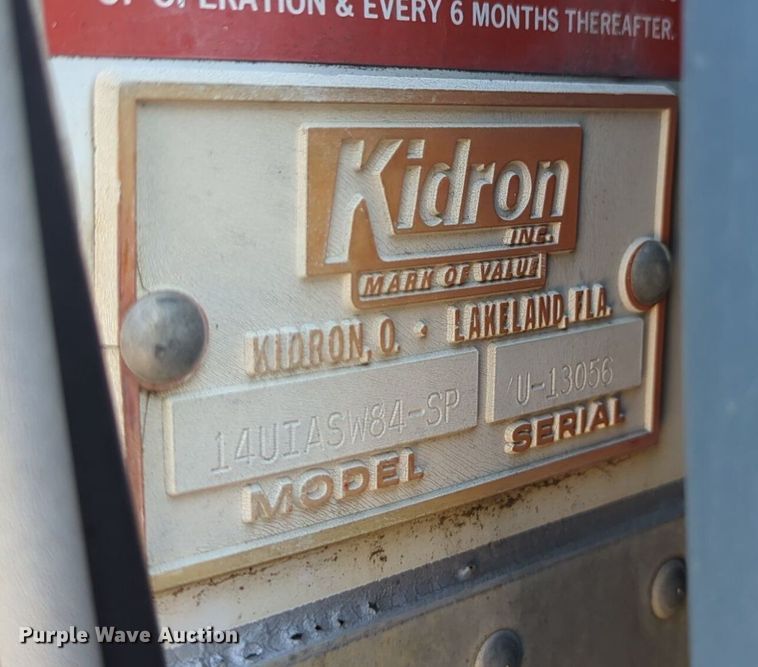 OF OPERATION & EVERY 6 MONTHS THEREAFTER.
Kidron
INC.
MARK OF VALUE
KIDRON, O. • LAKELAND, FLA.
14UIASW84-SP U-13056
MODEL SERIAL
Purple Wave Auction